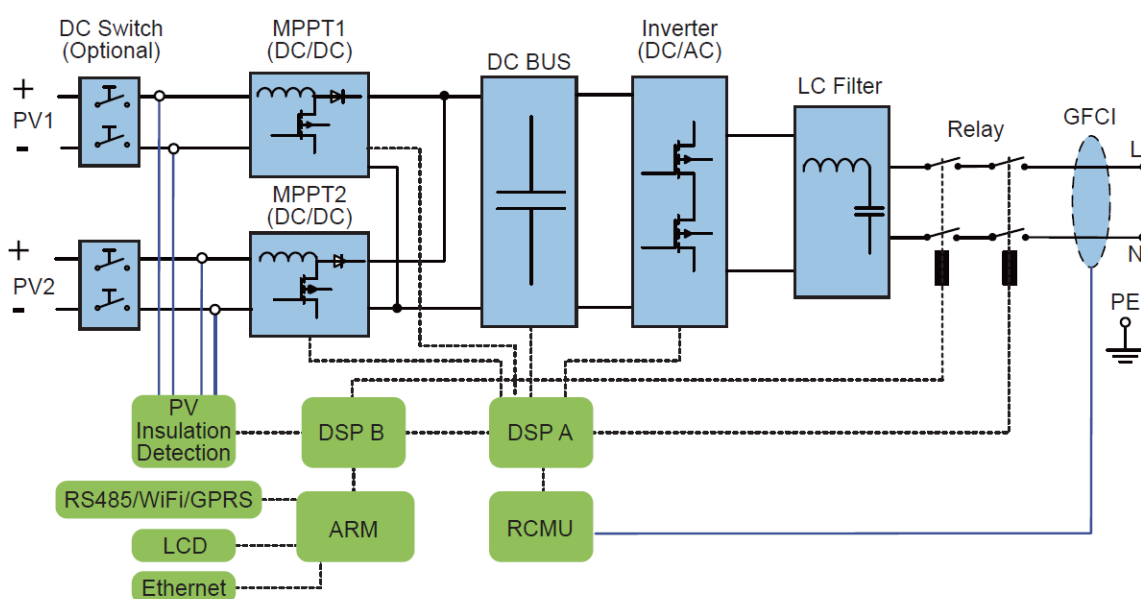 DC Switch
(Optional)
MPPT1
(DC/DC)
DC BUS
Inverter
(DC/AC)
LC Filter
Relay
GFCI
+
PV1
-
L
MPPT2
(DC/DC)
+
PV2
-
N
PE
PV
Insulation
Detection
DSP B
DSP A
RS485/WiFi/GPRS
ARM
RCMU
LCD
Ethernet